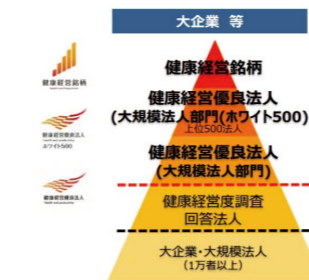 大企業 等
健康経営銘柄
健康経営銘柄
健康経営優良法人
(大規模法人部門(ホワイト500)
上位500法人
健康経営優良法人
ホワイト500
健康経営優良法人
(大規模法人部門)
健康経営優良法人
健康経営度調査
回答法人
大企業・大規模法人
(1万者以上)